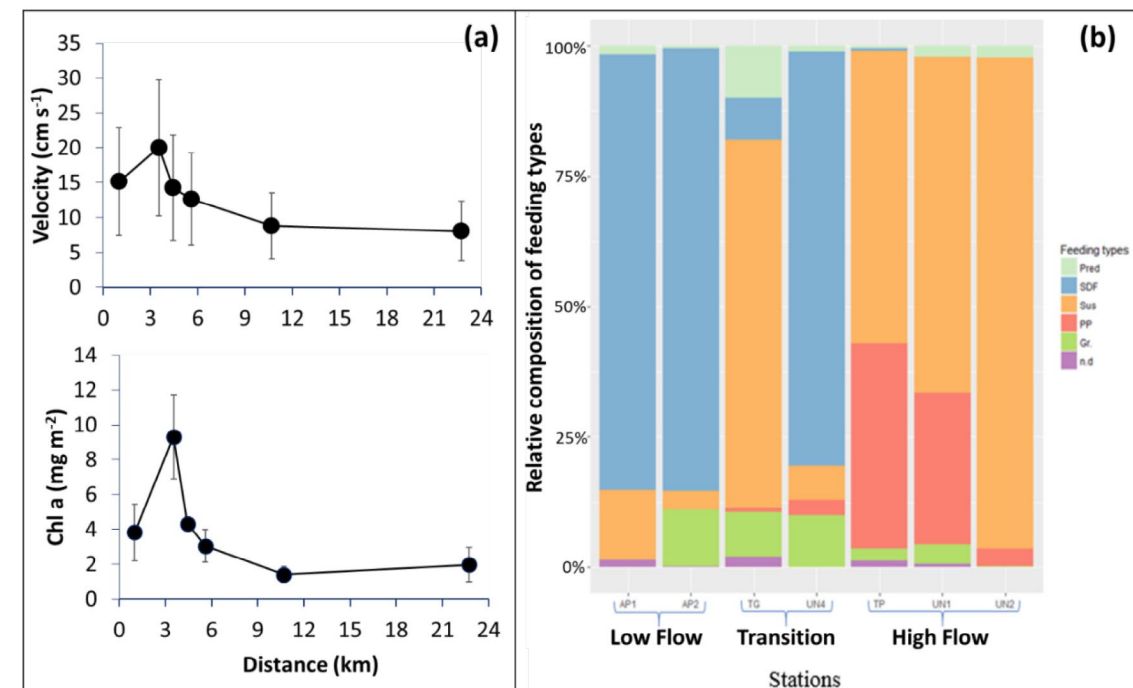 (a)
35
30
25
20
15
10
5
0
Velocity (cm s⁻¹)
0 3 6 9 12 15 18 21 24
14
12
10
8
6
4
2
0
Chl a (mg m⁻²)
0 3 6 9 12 15 18 21 24
Distance (km)
(b)
100%
75%
50%
25%
0%
Relative composition of feeding types
Feeding types
Pred
SDF
Sus
PP
Gr.
n.d
AP1 AP2 TG UN4 TP UN1 UN2
Low Flow Transition High Flow
Stations